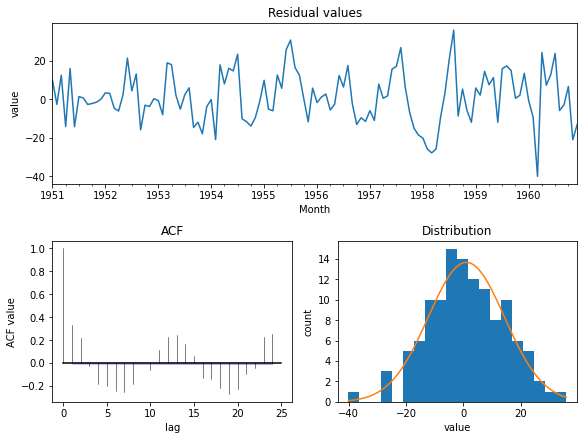 Residual values
value
20
0
−20
−40
1951 1952 1953 1954 1955 1956 1957 1958 1959 1960
Month
ACF
ACF value
1.0
0.8
0.6
0.4
0.2
0.0
−0.2
0 5 10 15 20 25
lag
Distribution
count
14
12
10
8
6
4
2
0
−40 −20 0 20
value